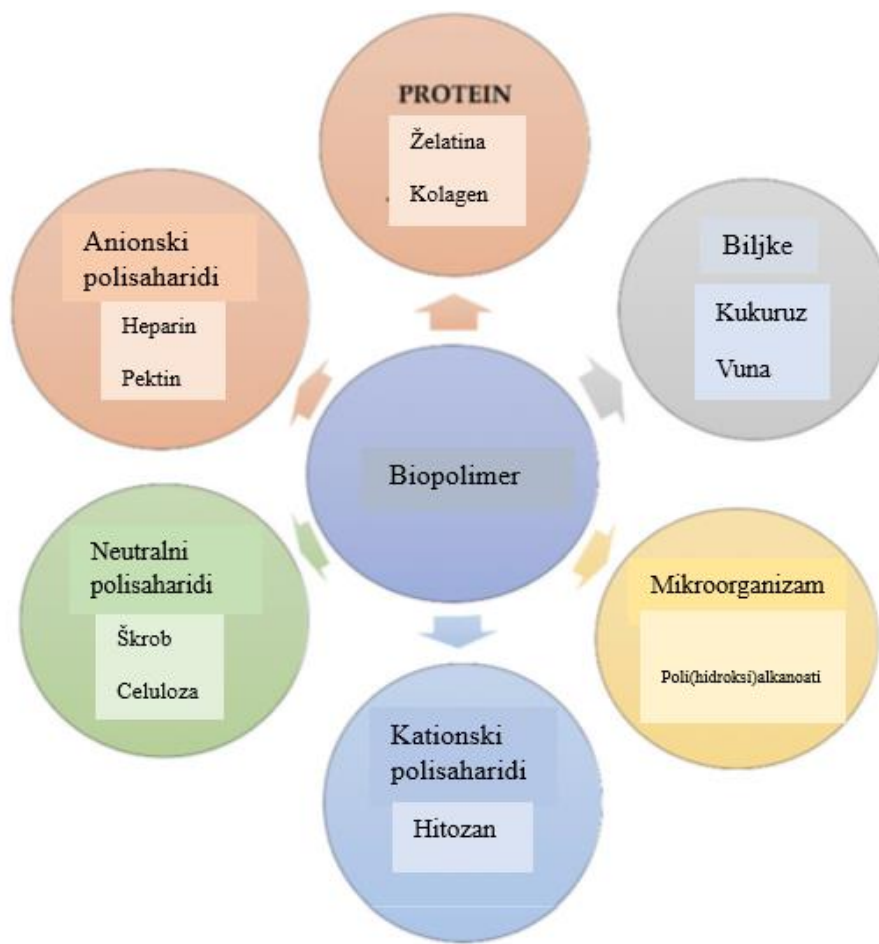 PROTEIN
Želatina
Kolagen
Anionski
polisaharidi
Heparin
Pektin
Biljke
Kukuruz
Vuna
Biopolimer
Neutralni
polisaharidi
Škrob
Celuloza
Mikroorganizam
Poli(hidroksi)alkanoati
Kationski
polisaharidi
Hitozan